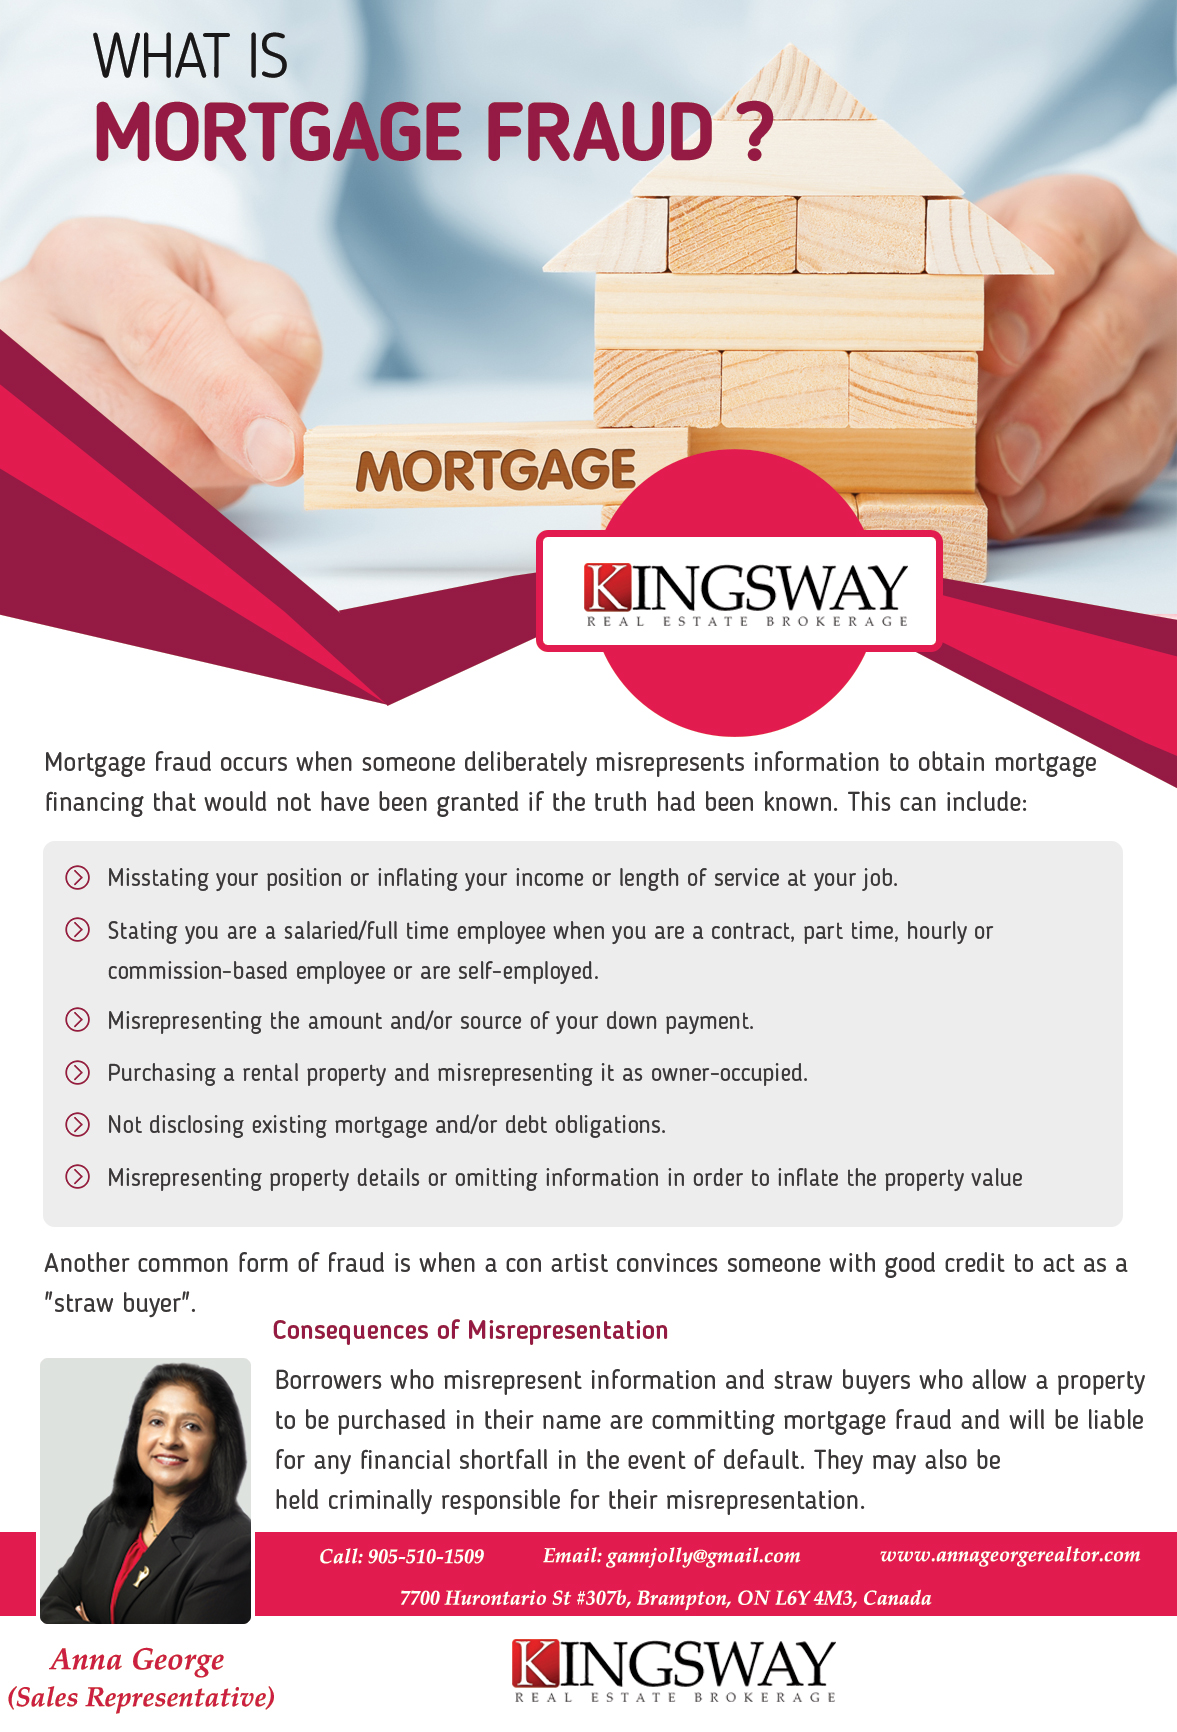 WHAT IS
MORTGAGE FRAUD ?
MORTGAGE
KINGSWAY
REAL ESTATE BROKERAGE
Mortgage fraud occurs when someone deliberately misrepresents information to obtain mortgage
financing that would not have been granted if the truth had been known. This can include:
Misstating your position or inflating your income or length of service at your job.
Stating you are a salaried/full time employee when you are a contract, part time, hourly or
commission-based employee or are self-employed.
Misrepresenting the amount and/or source of your down payment.
Purchasing a rental property and misrepresenting it as owner-occupied.
Not disclosing existing mortgage and/or debt obligations.
Misrepresenting property details or omitting information in order to inflate the property value
Another common form of fraud is when a con artist convinces someone with good credit to act as a
"straw buyer".
Consequences of Misrepresentation
Borrowers who misrepresent information and straw buyers who allow a property
to be purchased in their name are committing mortgage fraud and will be liable
for any financial shortfall in the event of default. They may also be
held criminally responsible for their misrepresentation.
Call: 905-510-1509 Email: gannjolly@gmail.com www.annageorgerealtor.com
7700 Hurontario St #307b, Brampton, ON L6Y 4M3, Canada
Anna George
(Sales Representative)
KINGSWAY
REAL ESTATE BROKERAGE